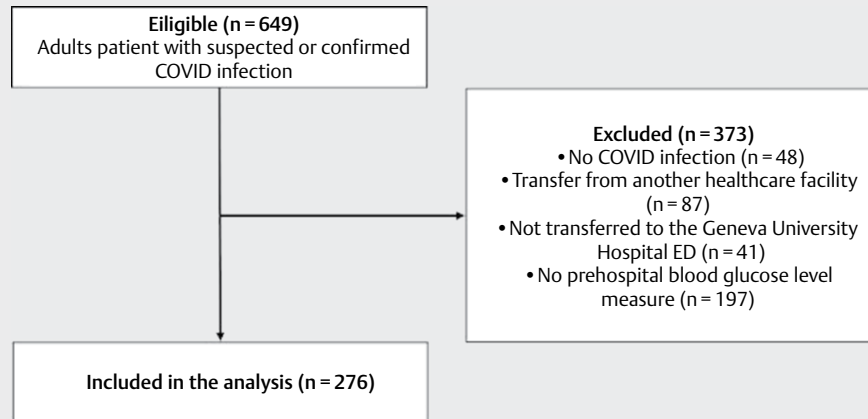 Eiligible (n = 649)
Adults patient with suspected or confirmed
COVID infection
Excluded (n = 373)
• No COVID infection (n = 48)
• Transfer from another healthcare facility
(n = 87)
• Not transferred to the Geneva University
Hospital ED (n = 41)
• No prehospital blood glucose level
measure (n = 197)
Included in the analysis (n = 276)